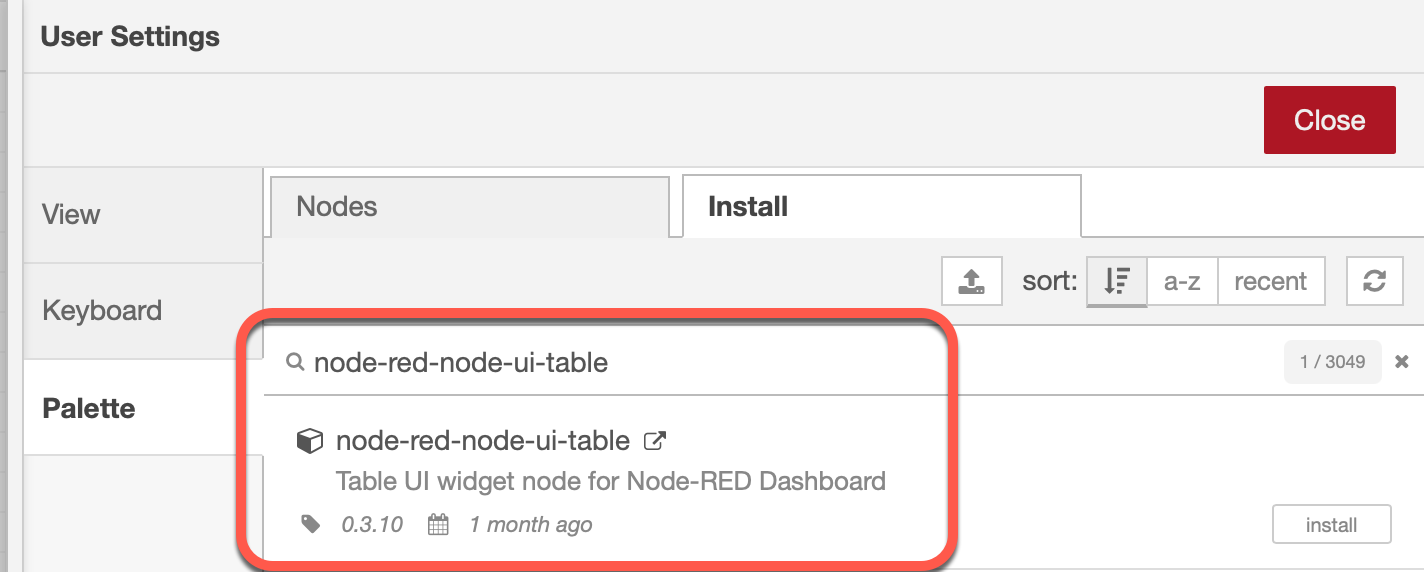 User Settings
Close
View
Nodes
Install
sort: a-z recent
Keyboard
node-red-node-ui-table
1 / 3049
Palette
node-red-node-ui-table
Table UI widget node for Node-RED Dashboard
0.3.10 1 month ago
install